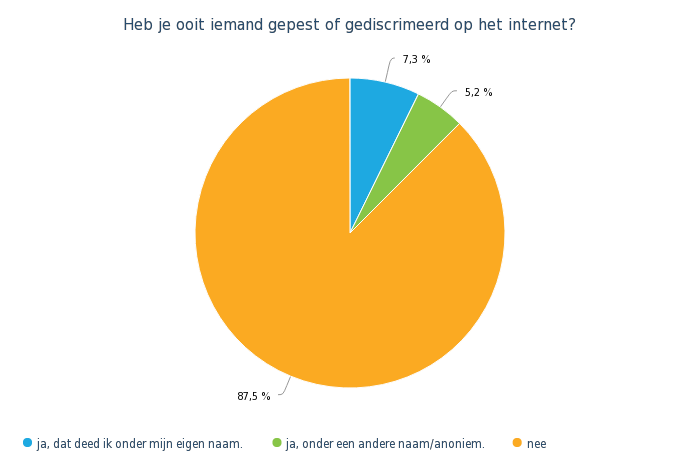 Heb je ooit iemand gepest of gediscrimeerd op het internet?
7,3 %
5,2 %
87,5 %
ja, dat deed ik onder mijn eigen naam.
ja, onder een andere naam/anoniem.
nee